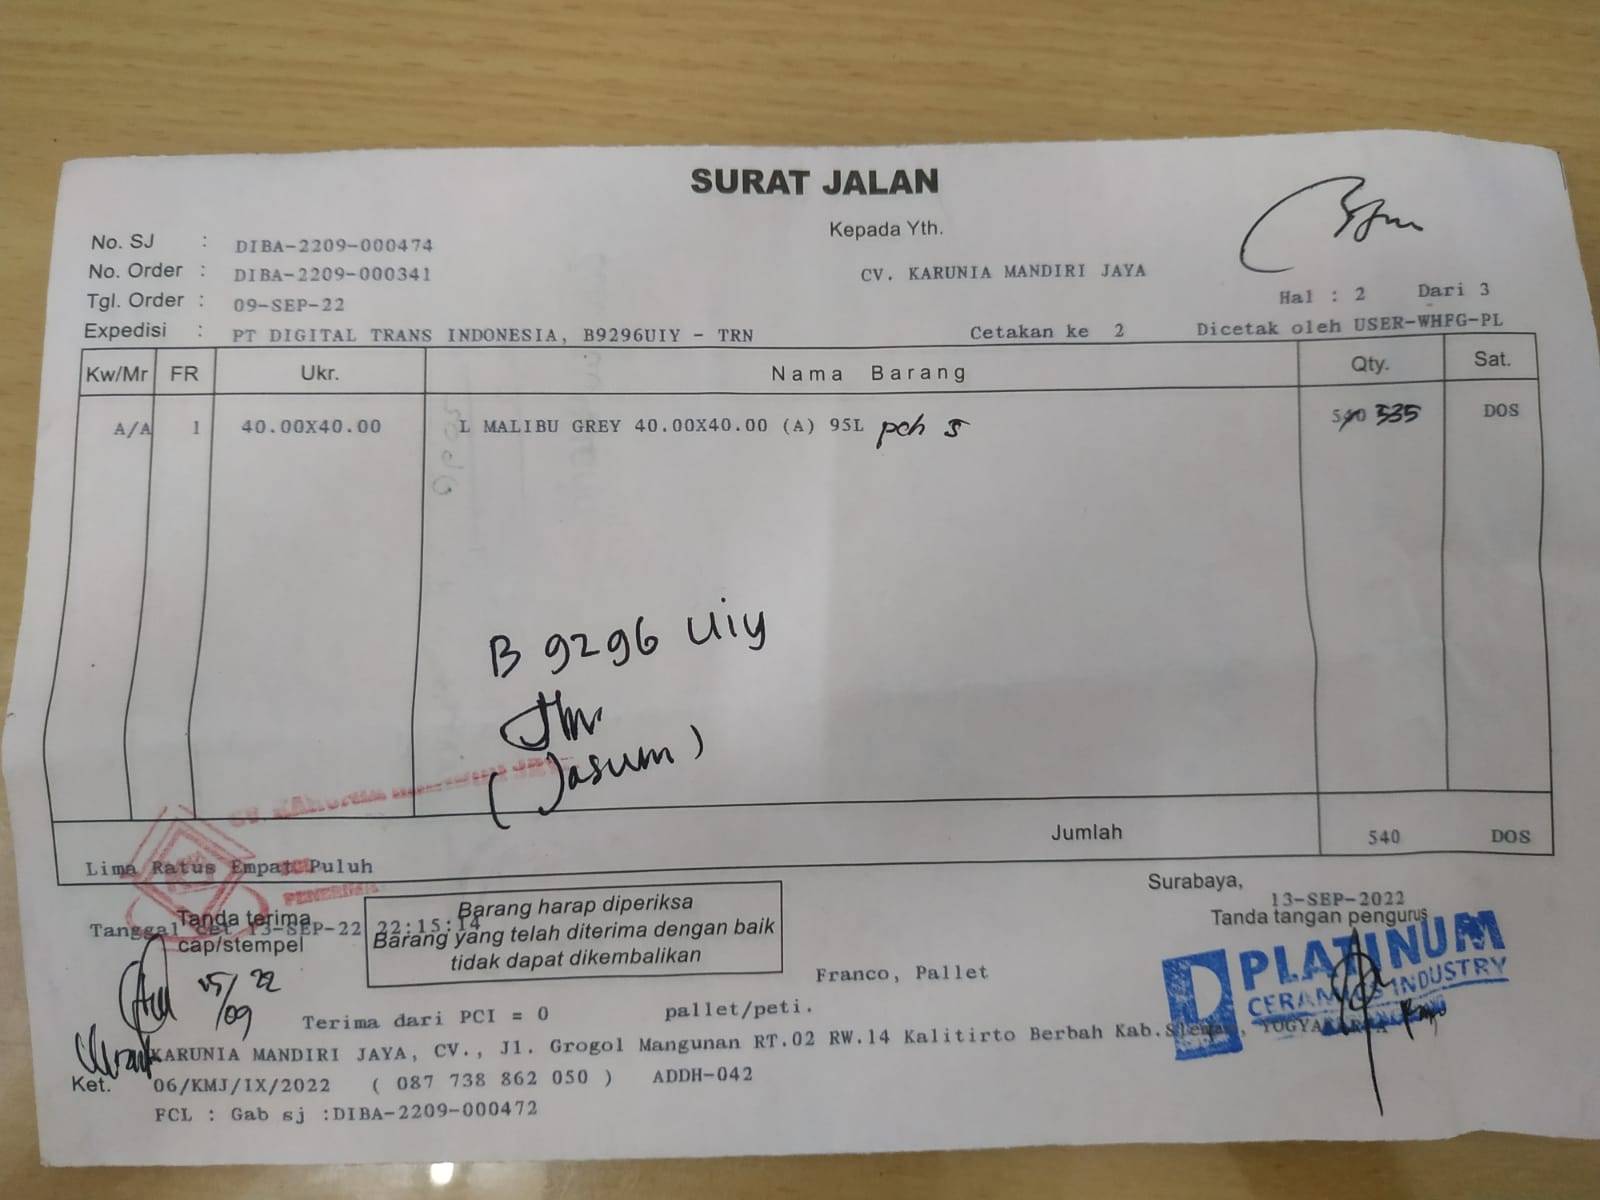 SURAT JALAN
No. SJ : DIBA-2209-000474
Kepada Yth.
No. Order : DIBA-2209-000341
CV. KARUNIA MANDIRI JAYA
Tgl. Order : 09-SEP-22
Hal : 2 Dari 3
Expedisi : PT DIGITAL TRANS INDONESIA, B9296UIY - TRN
Cetakan ke 2
Dicetak oleh USER-WHFG-PL
Kw/Mr FR Ukr. Nama Barang Qty. Sat.
A/A 1 40.00X40.00 L MALIBU GREY 40.00X40.00 (A) 95L pch 5 540 535 DOS
B 9296 Uiy
(Jasum)
CV. KARUNIA MANDIRI JAYA
Jumlah 540 DOS
Lima Ratus Empat Puluh
Surabaya, 13-SEP-2022
Tanggal cet 13-SEP-22 22:15:14
Tanda terima
cap/stempel
Barang harap diperiksa
Barang yang telah diterima dengan baik
tidak dapat dikembalikan
Tanda tangan pengurus
PLATINUM
CERAMICS INDUSTRY
15/09 22
Franco, Pallet
Terima dari PCI = 0 pallet/peti.
KARUNIA MANDIRI JAYA, CV., Jl. Grogol Mangunan RT.02 RW.14 Kalitirto Berbah Kab.Sleman, YOGYAKARTA
Ket. 06/KMJ/IX/2022 ( 087 738 862 050 ) ADDH-042
FCL : Gab sj :DIBA-2209-000472